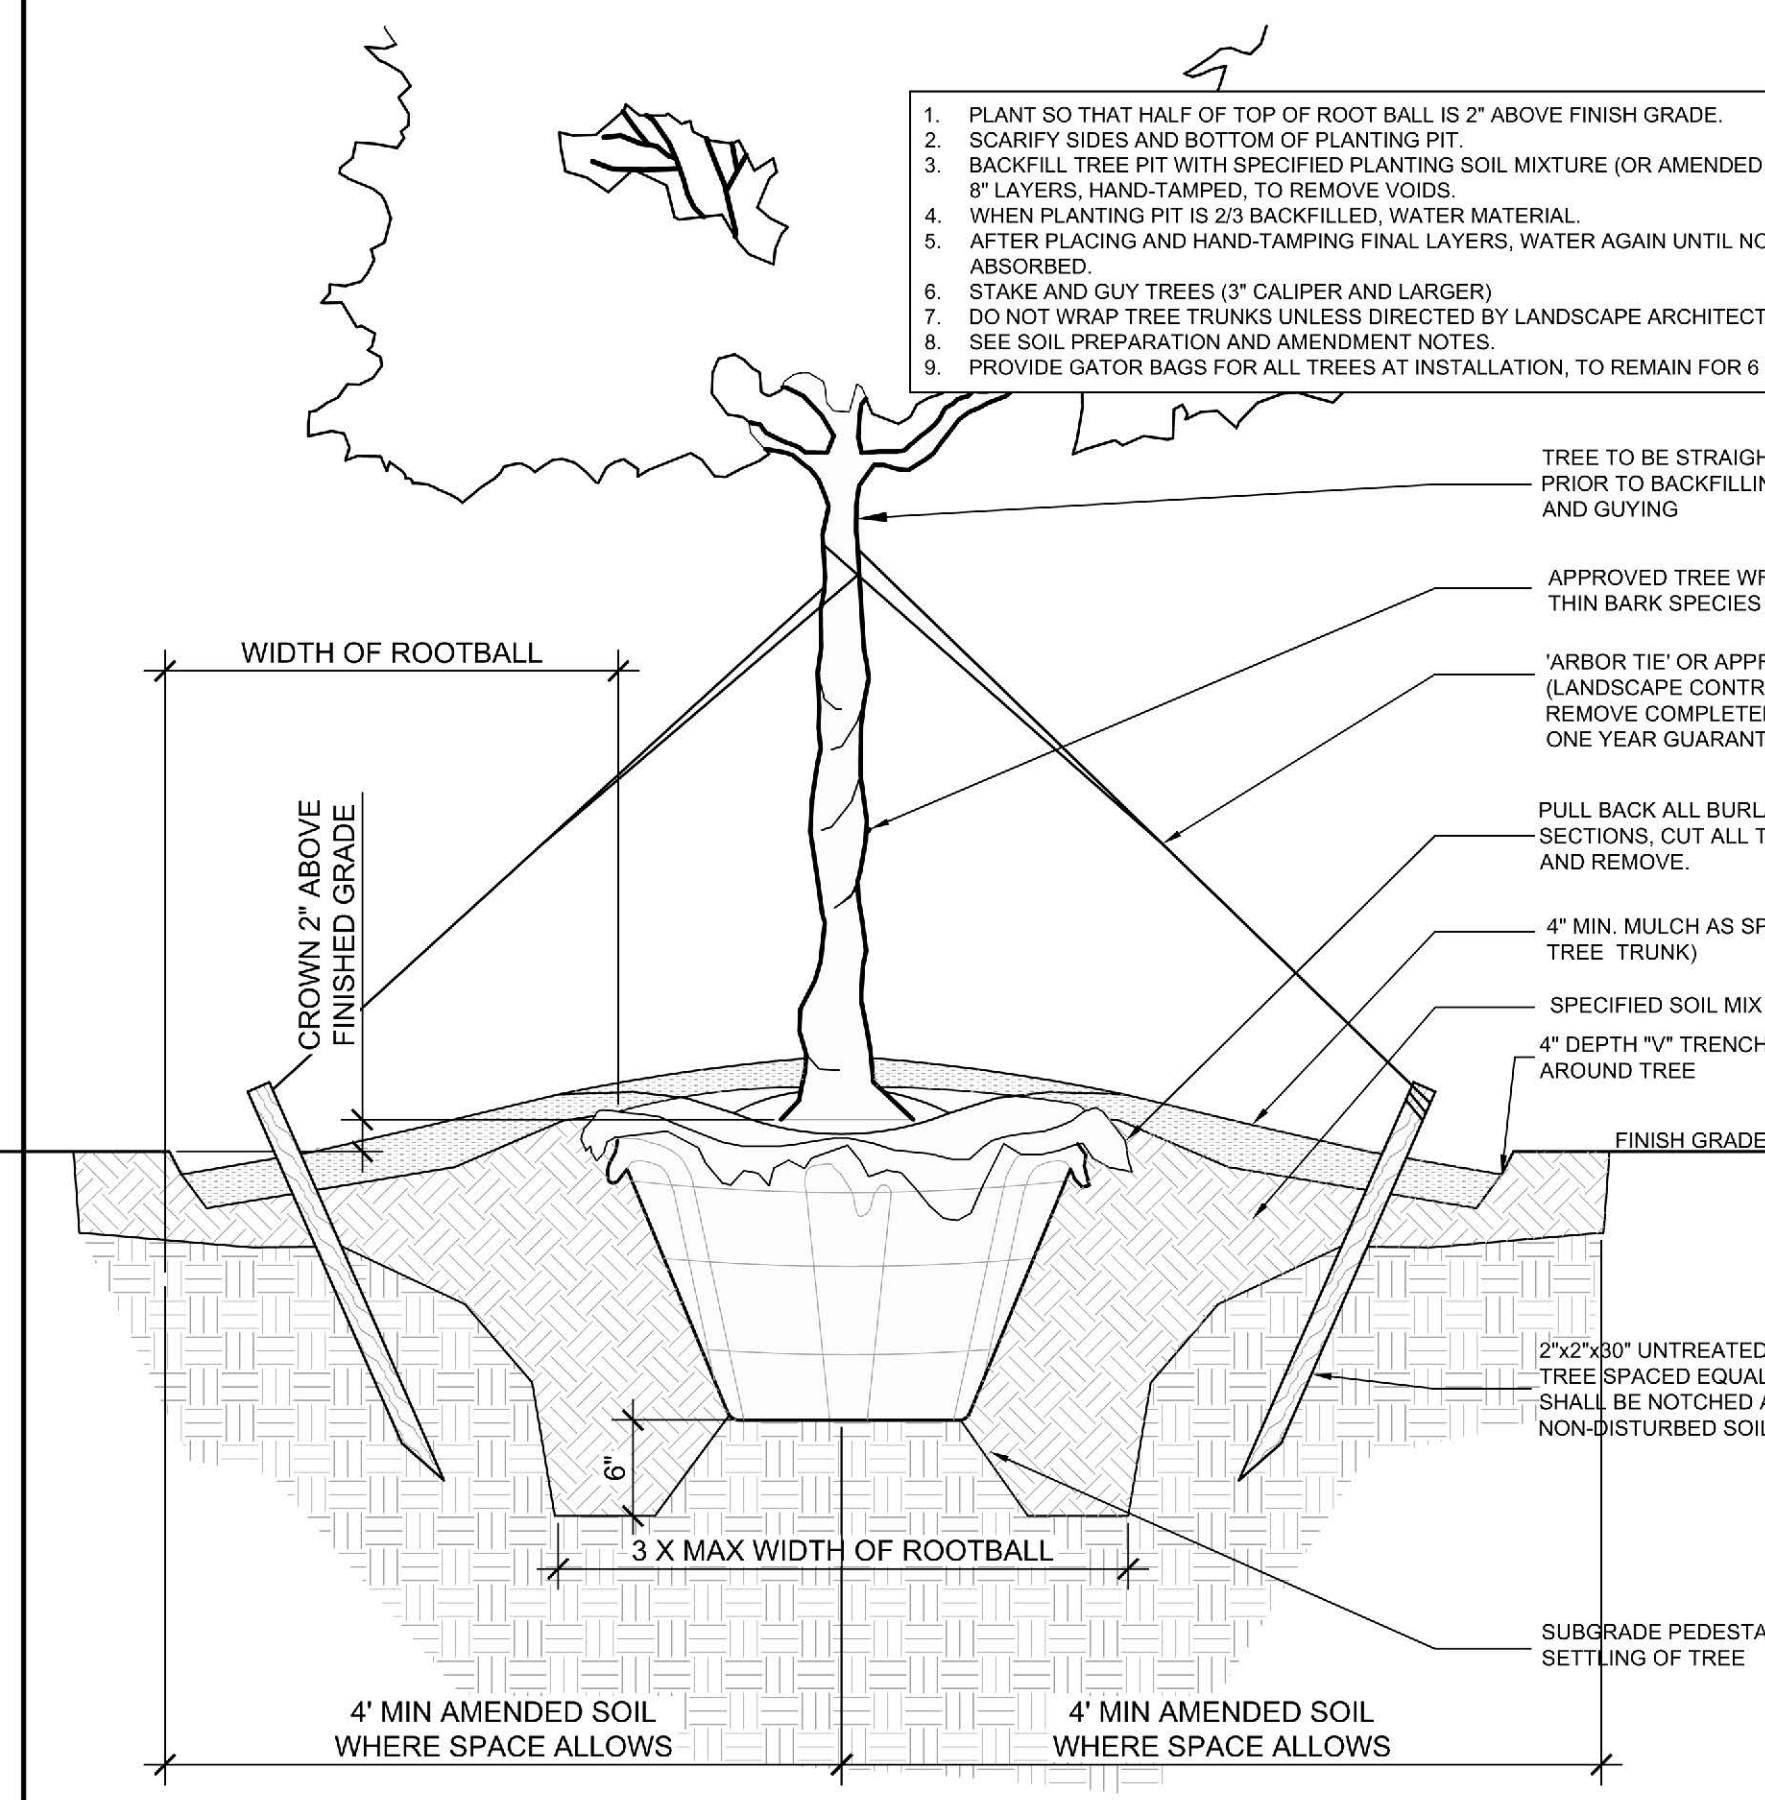 1. PLANT SO THAT HALF OF TOP OF ROOT BALL IS 2" ABOVE FINISH GRADE.
2. SCARIFY SIDES AND BOTTOM OF PLANTING PIT.
3. BACKFILL TREE PIT WITH SPECIFIED PLANTING SOIL MIXTURE (OR AMENDED
8" LAYERS, HAND-TAMPED, TO REMOVE VOIDS.
4. WHEN PLANTING PIT IS 2/3 BACKFILLED, WATER MATERIAL.
5. AFTER PLACING AND HAND-TAMPING FINAL LAYERS, WATER AGAIN UNTIL NO
ABSORBED.
6. STAKE AND GUY TREES (3" CALIPER AND LARGER)
7. DO NOT WRAP TREE TRUNKS UNLESS DIRECTED BY LANDSCAPE ARCHITECT
8. SEE SOIL PREPARATION AND AMENDMENT NOTES.
9. PROVIDE GATOR BAGS FOR ALL TREES AT INSTALLATION, TO REMAIN FOR 6
TREE TO BE STRAIGH
PRIOR TO BACKFILLIN
AND GUYING
APPROVED TREE WR
THIN BARK SPECIES
WIDTH OF ROOTBALL
'ARBOR TIE' OR APPR
(LANDSCAPE CONTR
REMOVE COMPLETE
ONE YEAR GUARANT
CROWN 2" ABOVE
FINISHED GRADE
PULL BACK ALL BURLA
SECTIONS, CUT ALL T
AND REMOVE.
4" MIN. MULCH AS SP
TREE TRUNK)
SPECIFIED SOIL MIX
4" DEPTH "V" TRENCH
AROUND TREE
FINISH GRADE
2"x2"x30" UNTREATED
TREE SPACED EQUAL
SHALL BE NOTCHED A
NON-DISTURBED SOIL
6"
3 X MAX WIDTH OF ROOTBALL
SUBGRADE PEDESTA
SETTLING OF TREE
4' MIN AMENDED SOIL
WHERE SPACE ALLOWS
4' MIN AMENDED SOIL
WHERE SPACE ALLOWS